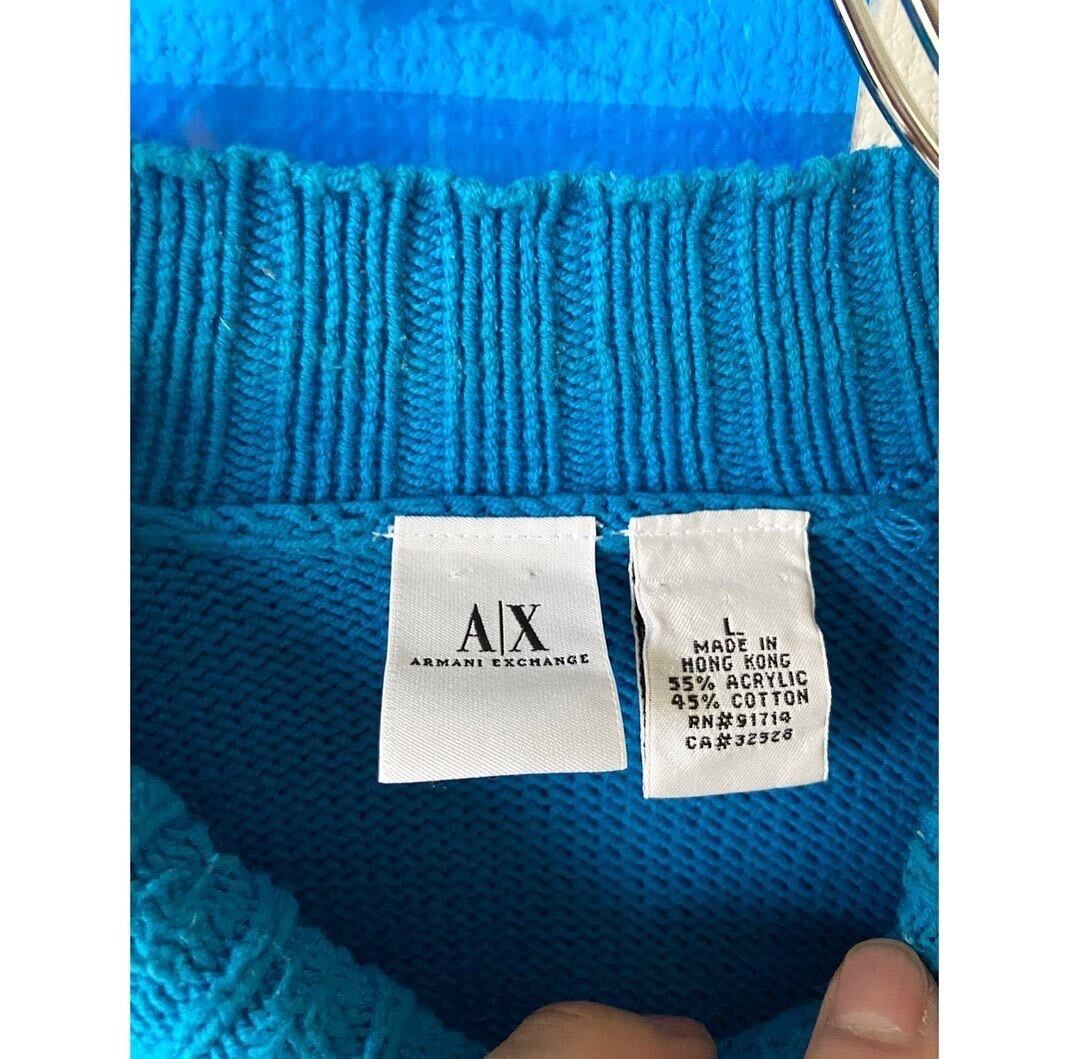 A|X
ARMANI EXCHANGE
L
MADE IN
HONG KONG
55% ACRYLIC
45% COTTON
RN#91714
CA#32928